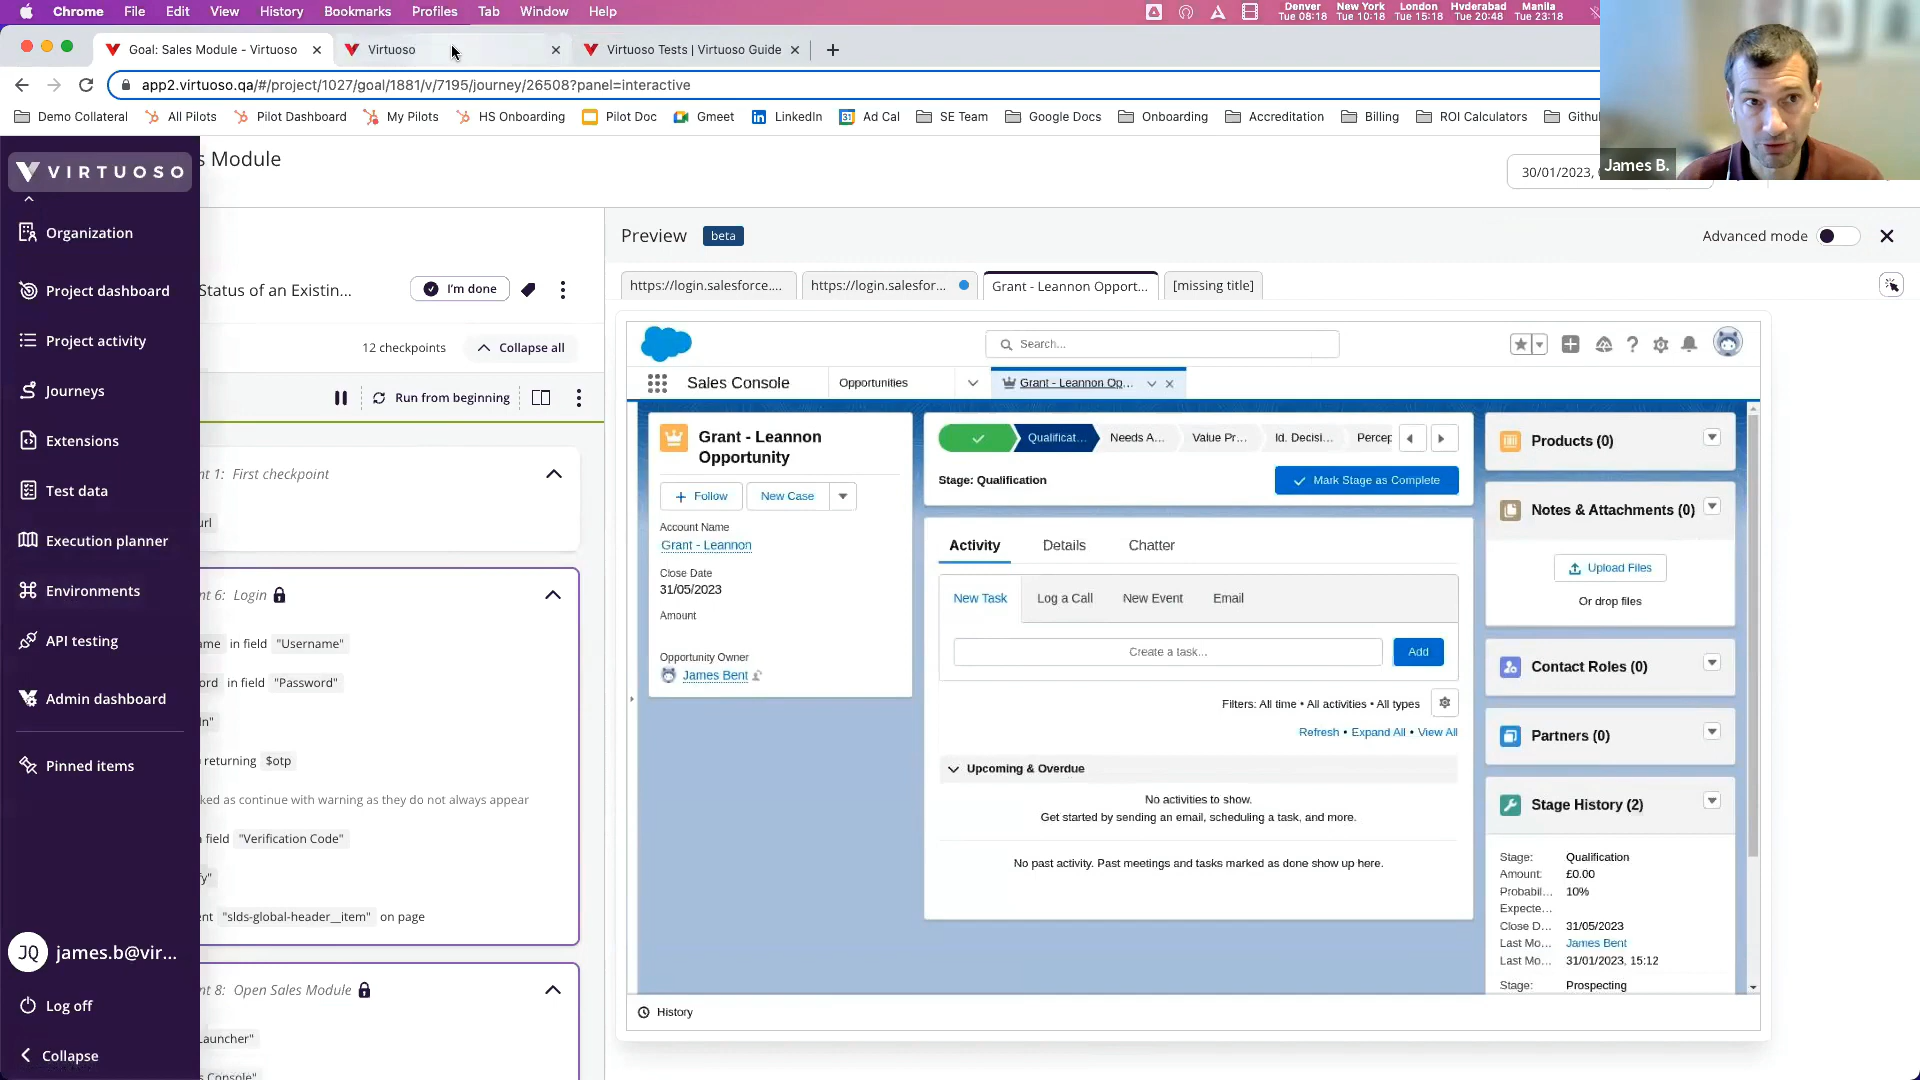 Chrome File Edit View History Bookmarks Profiles Tab Window Help
Denver New York London Hyderabad Manila
Tue 08:18 Tue 10:18 Tue 15:18 Tue 20:48 Tue 23:18
Goal: Sales Module - Virtuoso
Virtuoso
Virtuoso Tests | Virtuoso Guide
app2.virtuoso.qa/#/project/1027/goal/1881/v/7195/journey/26508?panel=interactive
Demo Collateral All Pilots Pilot Dashboard My Pilots HS Onboarding Pilot Doc Gmeet LinkedIn Ad Cal SE Team Google Docs Onboarding Accreditation Billing ROI Calculators
James B.
VIRTUOSO
Organization
Project dashboard
Project activity
Journeys
Extensions
Test data
Execution planner
Environments
API testing
Admin dashboard
Pinned items
JQ james.b@vir...
Log off
Collapse
s Module
30/01/2023,
Status of an Existin...
I'm done
12 checkpoints
Collapse all
Run from beginning
nt 1: First checkpoint
url
nt 6: Login
ame in field "Username"
ord in field "Password"
In"
returning $otp
ked as continue with warning as they do not always appear
field "Verification Code"
fy"
ent "slds-global-header__item" on page
nt 8: Open Sales Module
Launcher"
s Console"
Preview beta
Advanced mode
https://login.salesforce....
https://login.salesfor...
Grant - Leannon Opport...
[missing title]
Search...
Sales Console
Opportunities
Grant - Leannon Op...
Grant - Leannon
Opportunity
Follow
New Case
Account Name
Grant - Leannon
Close Date
31/05/2023
Amount
Opportunity Owner
James Bent
Qualificat...
Needs A...
Value Pr...
Id. Decisi...
Percep
Stage: Qualification
Mark Stage as Complete
Activity
Details
Chatter
New Task
Log a Call
New Event
Email
Create a task...
Add
Filters: All time • All activities • All types
Refresh • Expand All • View All
Upcoming & Overdue
No activities to show.
Get started by sending an email, scheduling a task, and more.
No past activity. Past meetings and tasks marked as done show up here.
Products (0)
Notes & Attachments (0)
Upload Files
Or drop files
Contact Roles (0)
Partners (0)
Stage History (2)
Stage: Qualification
Amount: £0.00
Probabil... 10%
Expecte...
Close D... 31/05/2023
Last Mo... James Bent
Last Mo... 31/01/2023, 15:12
Stage: Prospecting
History